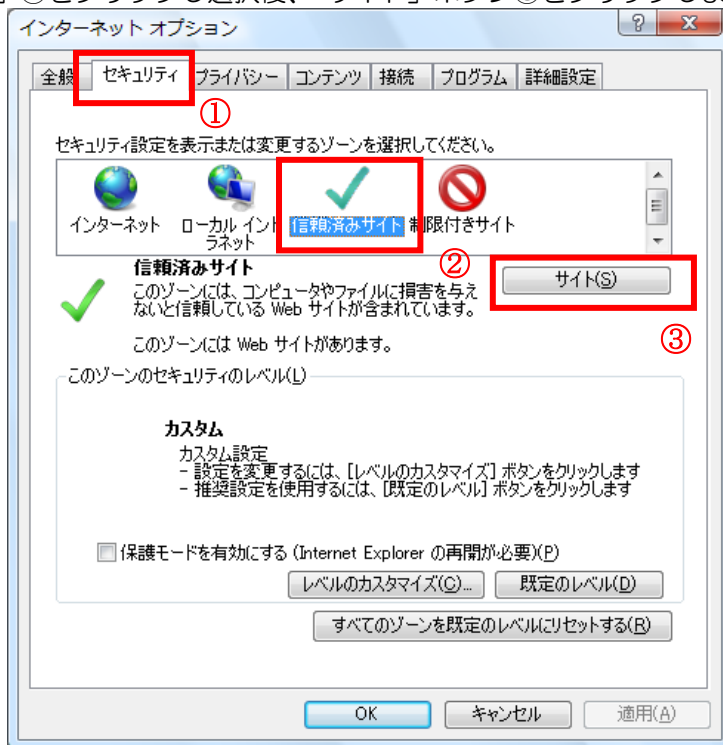 インターネット オプション
全般 セキュリティ プライバシー コンテンツ 接続 プログラム 詳細設定
①
セキュリティ設定を表示または変更するゾーンを選択してください。
インターネット ローカル イントラネット 信頼済みサイト 制限付きサイト
②
信頼済みサイト
サイト(S)
このゾーンには、コンピュータやファイルに損害を与え
ないと信頼している Web サイトが含まれています。
③
このゾーンには Web サイトがあります。
このゾーンのセキュリティのレベル(L)
カスタム
カスタム設定
- 設定を変更するには、[レベルのカスタマイズ] ボタンをクリックします
- 推奨設定を使用するには、[既定のレベル] ボタンをクリックします
保護モードを有効にする (Internet Explorer の再開が必要)(P)
レベルのカスタマイズ(C)... 既定のレベル(D)
すべてのゾーンを既定のレベルにリセットする(R)
OK キャンセル 適用(A)